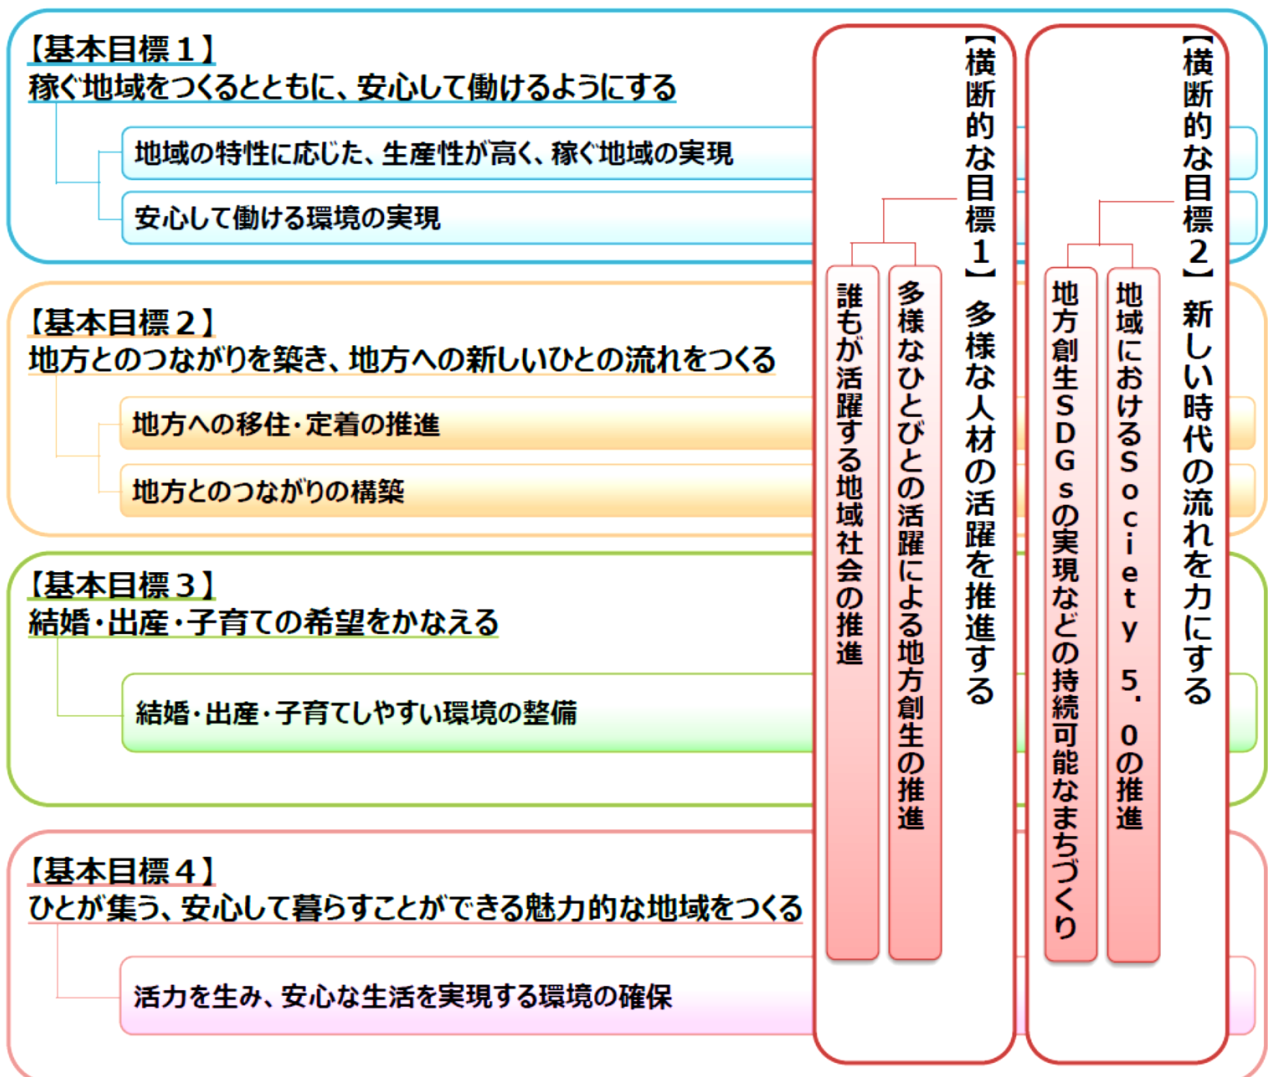 【基本目標１】
稼ぐ地域をつくるとともに、安心して働けるようにする
地域の特性に応じた、生産性が高く、稼ぐ地域の実現
安心して働ける環境の実現
【基本目標２】
地方とのつながりを築き、地方への新しいひとの流れをつくる
地方への移住・定着の推進
地方とのつながりの構築
【基本目標３】
結婚・出産・子育ての希望をかなえる
結婚・出産・子育てしやすい環境の整備
【基本目標４】
ひとが集う、安心して暮らすことができる魅力的な地域をつくる
活力を生み、安心な生活を実現する環境の確保
【横断的な目標１】多様な人材の活躍を推進する
多様なひとびとの活躍による地方創生の推進
誰もが活躍する地域社会の推進
【横断的な目標２】新しい時代の流れを力にする
地域におけるSociety 5.0の推進
地方創生SDGsの実現などの持続可能なまちづくり